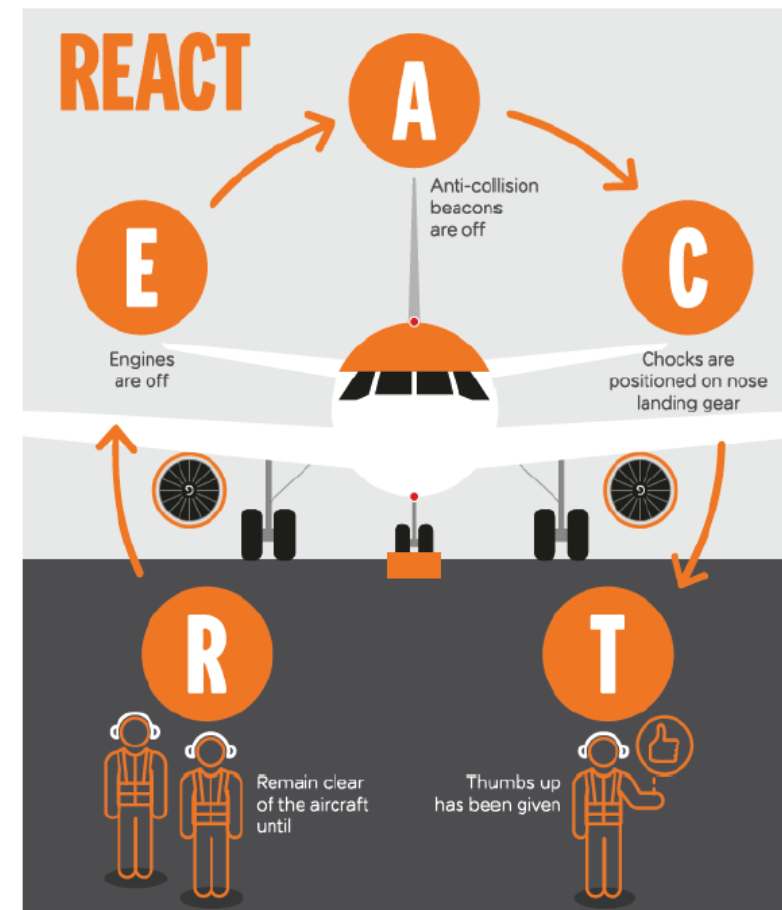 REACT
R
Remain clear
of the aircraft
until
E
Engines
are off
A
Anti-collision
beacons
are off
C
Chocks are
positioned on nose
landing gear
T
Thumbs up
has been given